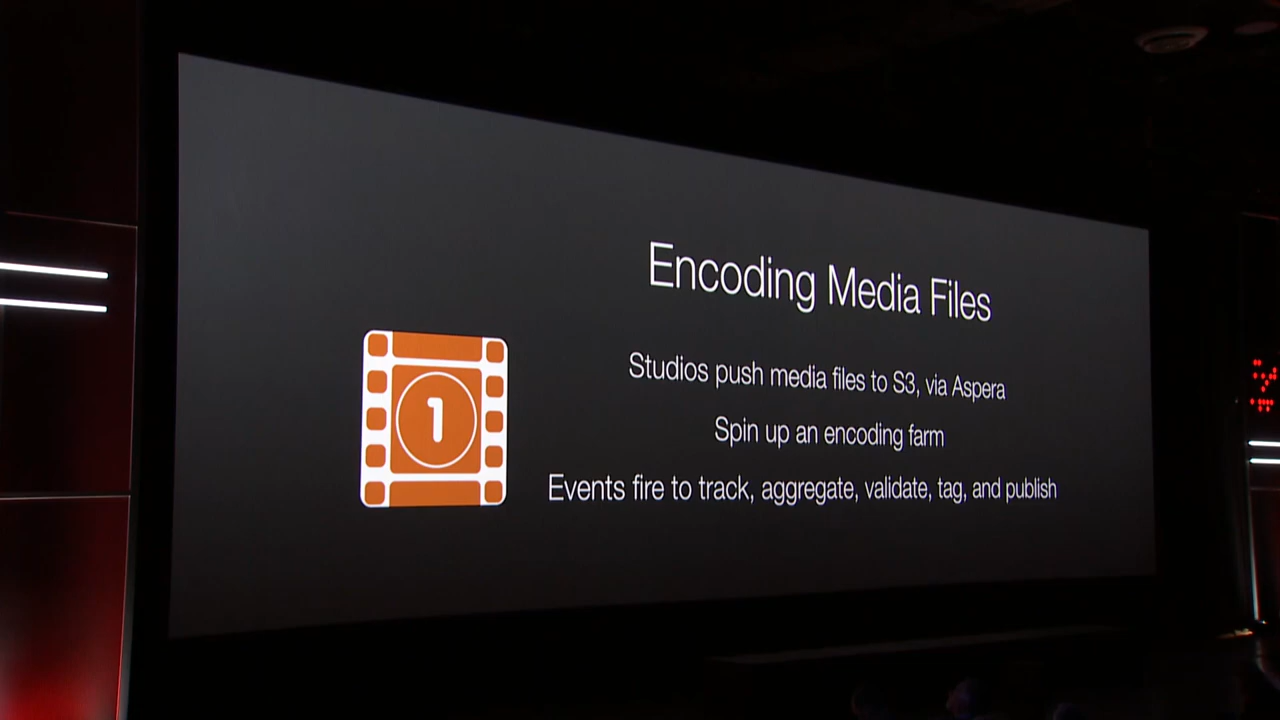 Encoding Media Files
1
Studios push media files to S3, via Aspera
Spin up an encoding farm
Events fire to track, aggregate, validate, tag, and publish